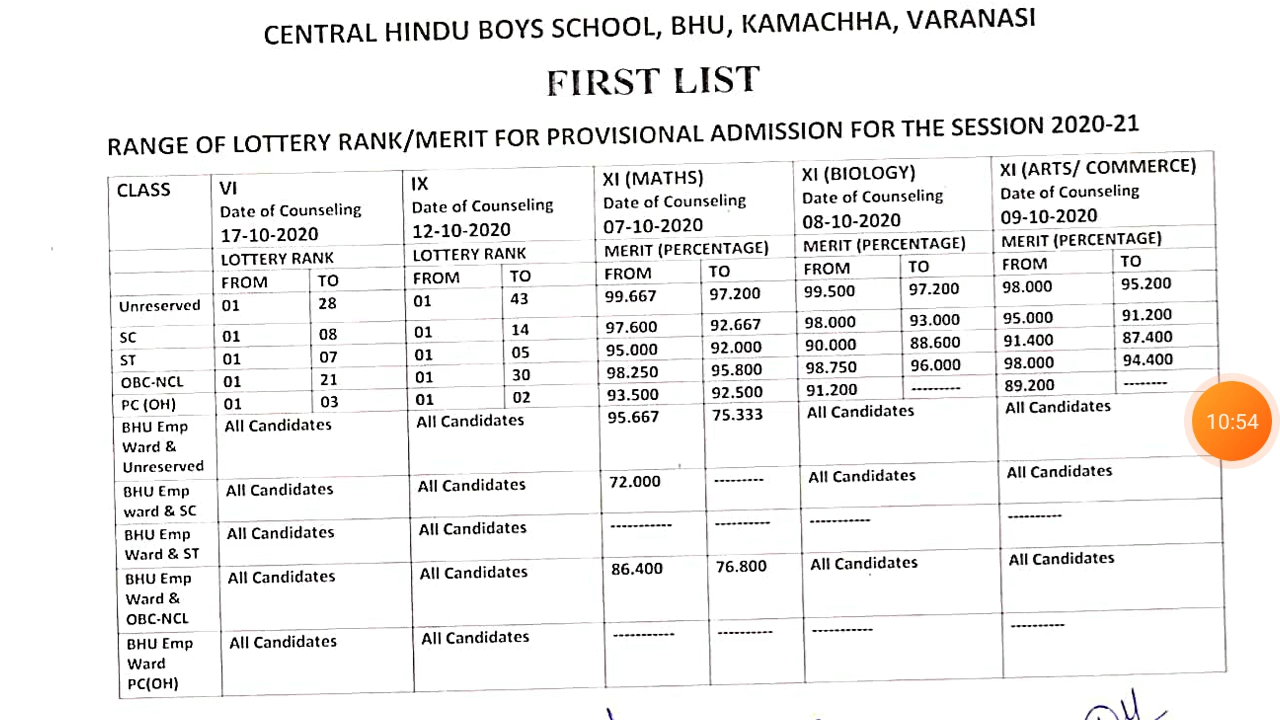 CENTRAL HINDU BOYS SCHOOL, BHU, KAMACHHA, VARANASI
FIRST LIST
RANGE OF LOTTERY RANK/MERIT FOR PROVISIONAL ADMISSION FOR THE SESSION 2020-21
CLASS VI IX XI (MATHS) XI (BIOLOGY) XI (ARTS/ COMMERCE)
Date of Counseling Date of Counseling Date of Counseling Date of Counseling Date of Counseling
17-10-2020 12-10-2020 07-10-2020 08-10-2020 09-10-2020
LOTTERY RANK LOTTERY RANK MERIT (PERCENTAGE) MERIT (PERCENTAGE) MERIT (PERCENTAGE)
FROM TO FROM TO FROM TO FROM TO FROM TO
Unreserved 01 28 01 43 99.667 97.200 99.500 97.200 98.000 95.200
SC 01 08 01 14 97.600 92.667 98.000 93.000 95.000 91.200
ST 01 07 01 05 95.000 92.000 90.000 88.600 91.400 87.400
OBC-NCL 01 21 01 30 98.250 95.800 98.750 96.000 98.000 94.400
PC (OH) 01 03 01 02 93.500 92.500 91.200 --------- 89.200 --------
BHU Emp All Candidates All Candidates 95.667 75.333 All Candidates All Candidates
Ward &
Unreserved
BHU Emp All Candidates All Candidates 72.000 --------- All Candidates All Candidates
ward & SC
BHU Emp All Candidates All Candidates ----------- ---------- ----------- ----------
Ward & ST
BHU Emp All Candidates All Candidates 86.400 76.800 All Candidates All Candidates
Ward &
OBC-NCL
BHU Emp All Candidates All Candidates ----------- ---------- ----------- ----------
Ward
PC(OH)
10:54